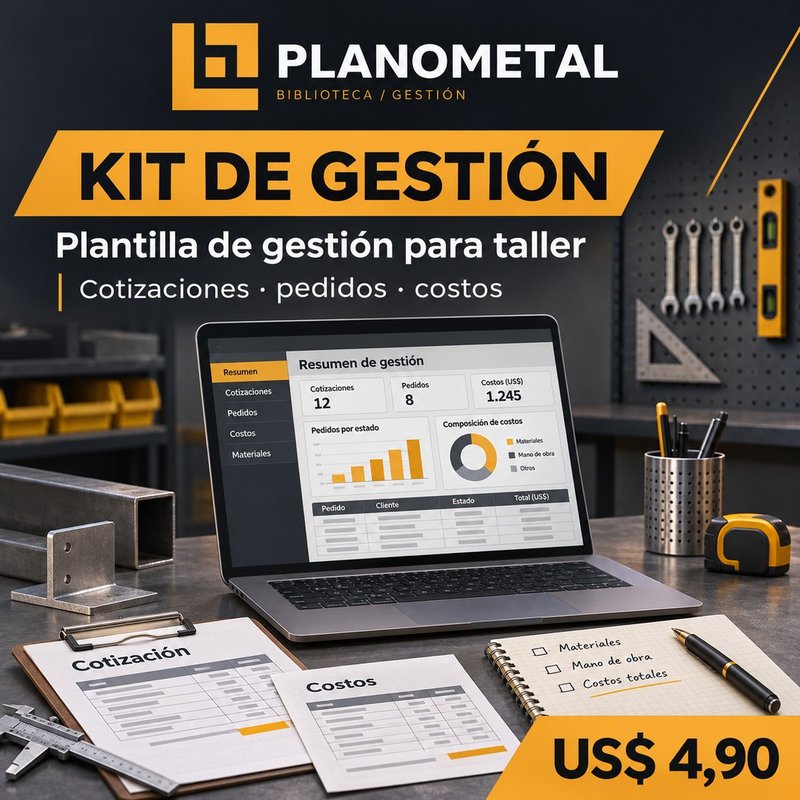 PLANOMETAL
BIBLIOTECA / GESTIÓN
KIT DE GESTIÓN
Plantilla de gestión para taller
Cotizaciones · pedidos · costos
Resumen
Cotizaciones
Pedidos
Costos
Materiales
Resumen de gestión
Cotizaciones
12
Pedidos
8
Costos (US$)
1.245
Pedidos por estado
Composición de costos
Materiales
Mano de obra
Otros
Pedido Cliente Estado Total (US$)
Cotización
Costos
Materiales
Mano de obra
Costos totales
US$ 4,90